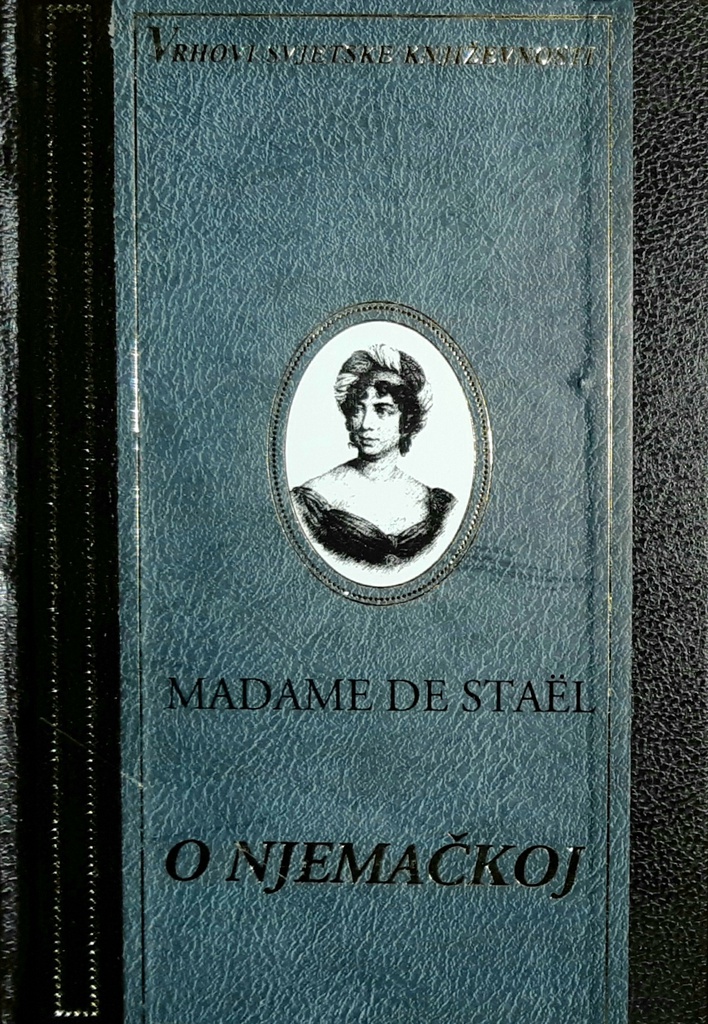 VRHOVI SVJETSKE KNJIŽEVNOSTI
MADAME DE STAËL
O NJEMAČKOJ